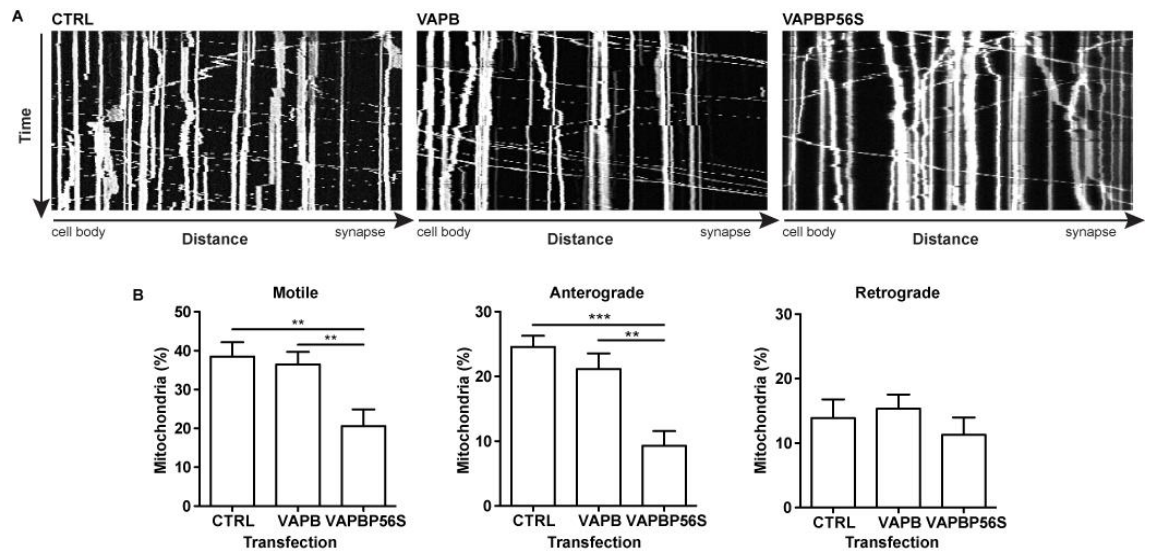 A
CTRL
VAPB
VAPBP56S
Time
cell body
Distance
synapse
cell body
Distance
synapse
cell body
Distance
synapse
B
Motile
Mitochondria (%)
50
40
30
20
10
0
**
**
CTRL VAPB VAPBP56S
Transfection
Anterograde
Mitochondria (%)
30
20
10
0
***
**
CTRL VAPB VAPBP56S
Transfection
Retrograde
Mitochondria (%)
30
20
10
0
CTRL VAPB VAPBP56S
Transfection